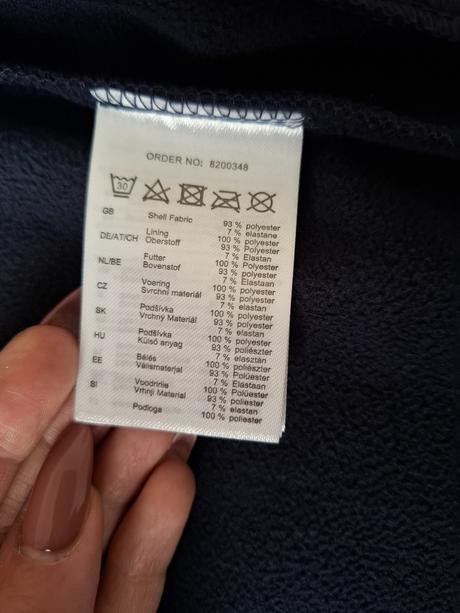 ORDER NO: 8200348
30
GB Shell Fabric 93 % polyester
7 % elastane
Lining 100 % polyester
DE/AT/CH Oberstoff 93 % Polyester
7 % Elastan
Futter 100 % Polyester
NL/BE Bovenstof 93 % polyester
7 % Elastaan
Voering 100 % polyester
CZ Svrchní materiál 93 % polyester
7 % elastan
Podšívka 100 % polyester
SK Vrchný Materiál 93 % polyester
7 % elastan
Podšívka 100 % polyester
HU Külső anyag 93 % poliészter
7 % elasztán
Bélés 100 % poliészter
EE Välismaterjal 93 % Polüester
7 % Elastaan
Voodririie 100 % Polüester
SI Vrhnji Material 93 % poliester
7 % elastan
Podloga 100 % poliester